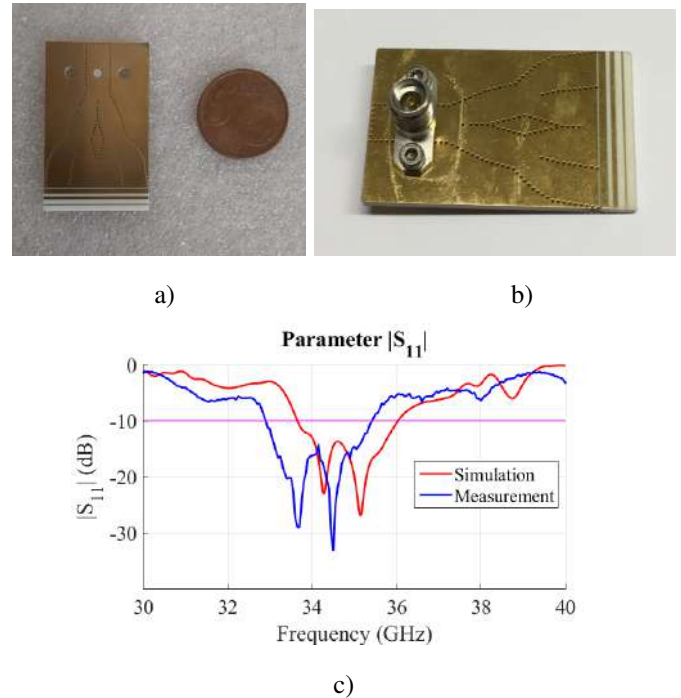 a)
b)
Parameter |S11|
0
-10
-20
-30
|S11| (dB)
Simulation
Measurement
30
32
34
36
38
40
Frequency (GHz)
c)